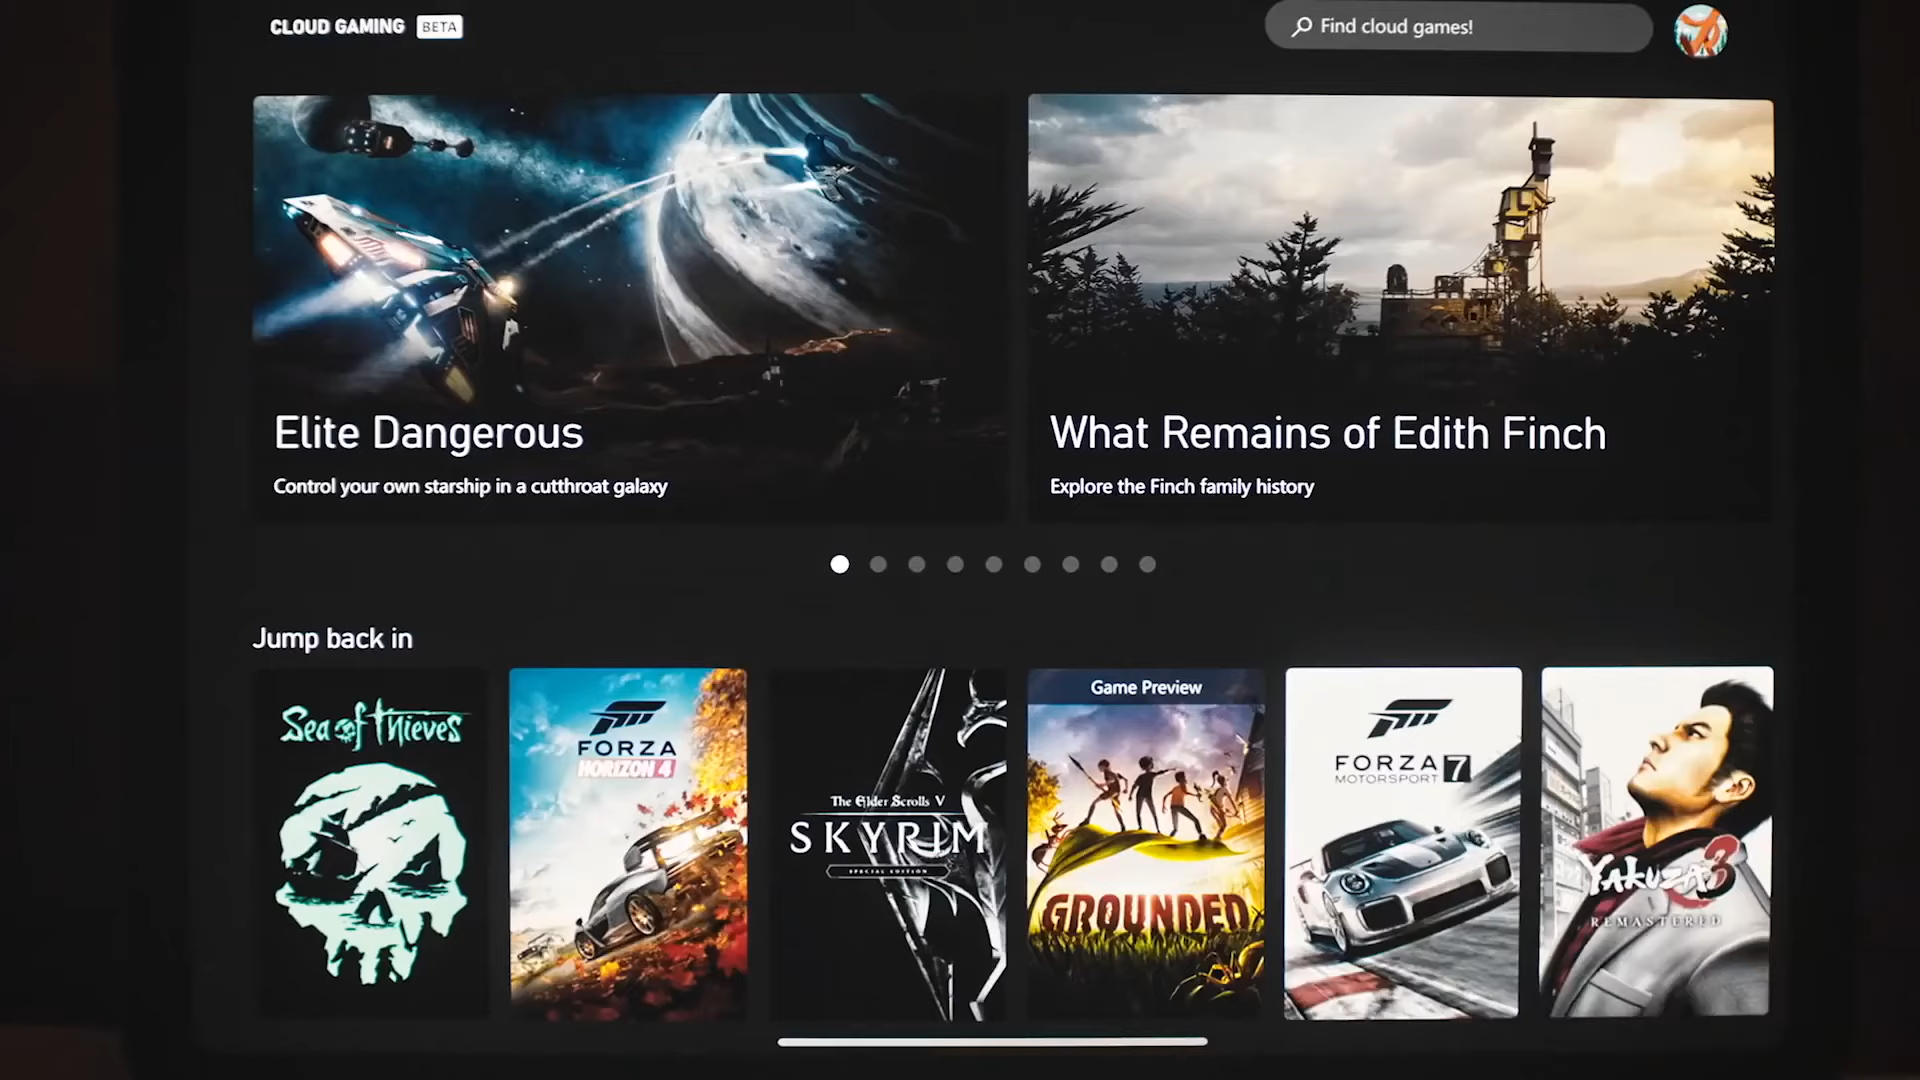 CLOUD GAMING BETA
Find cloud games!
Elite Dangerous
Control your own starship in a cutthroat galaxy
What Remains of Edith Finch
Explore the Finch family history
Jump back in
Sea of Thieves
FORZA
HORIZON 4
The Elder Scrolls V
SKYRIM
SPECIAL EDITION
Game Preview
GROUNDED
FORZA
MOTORSPORT 7
YAKUZA 3
REMASTERED